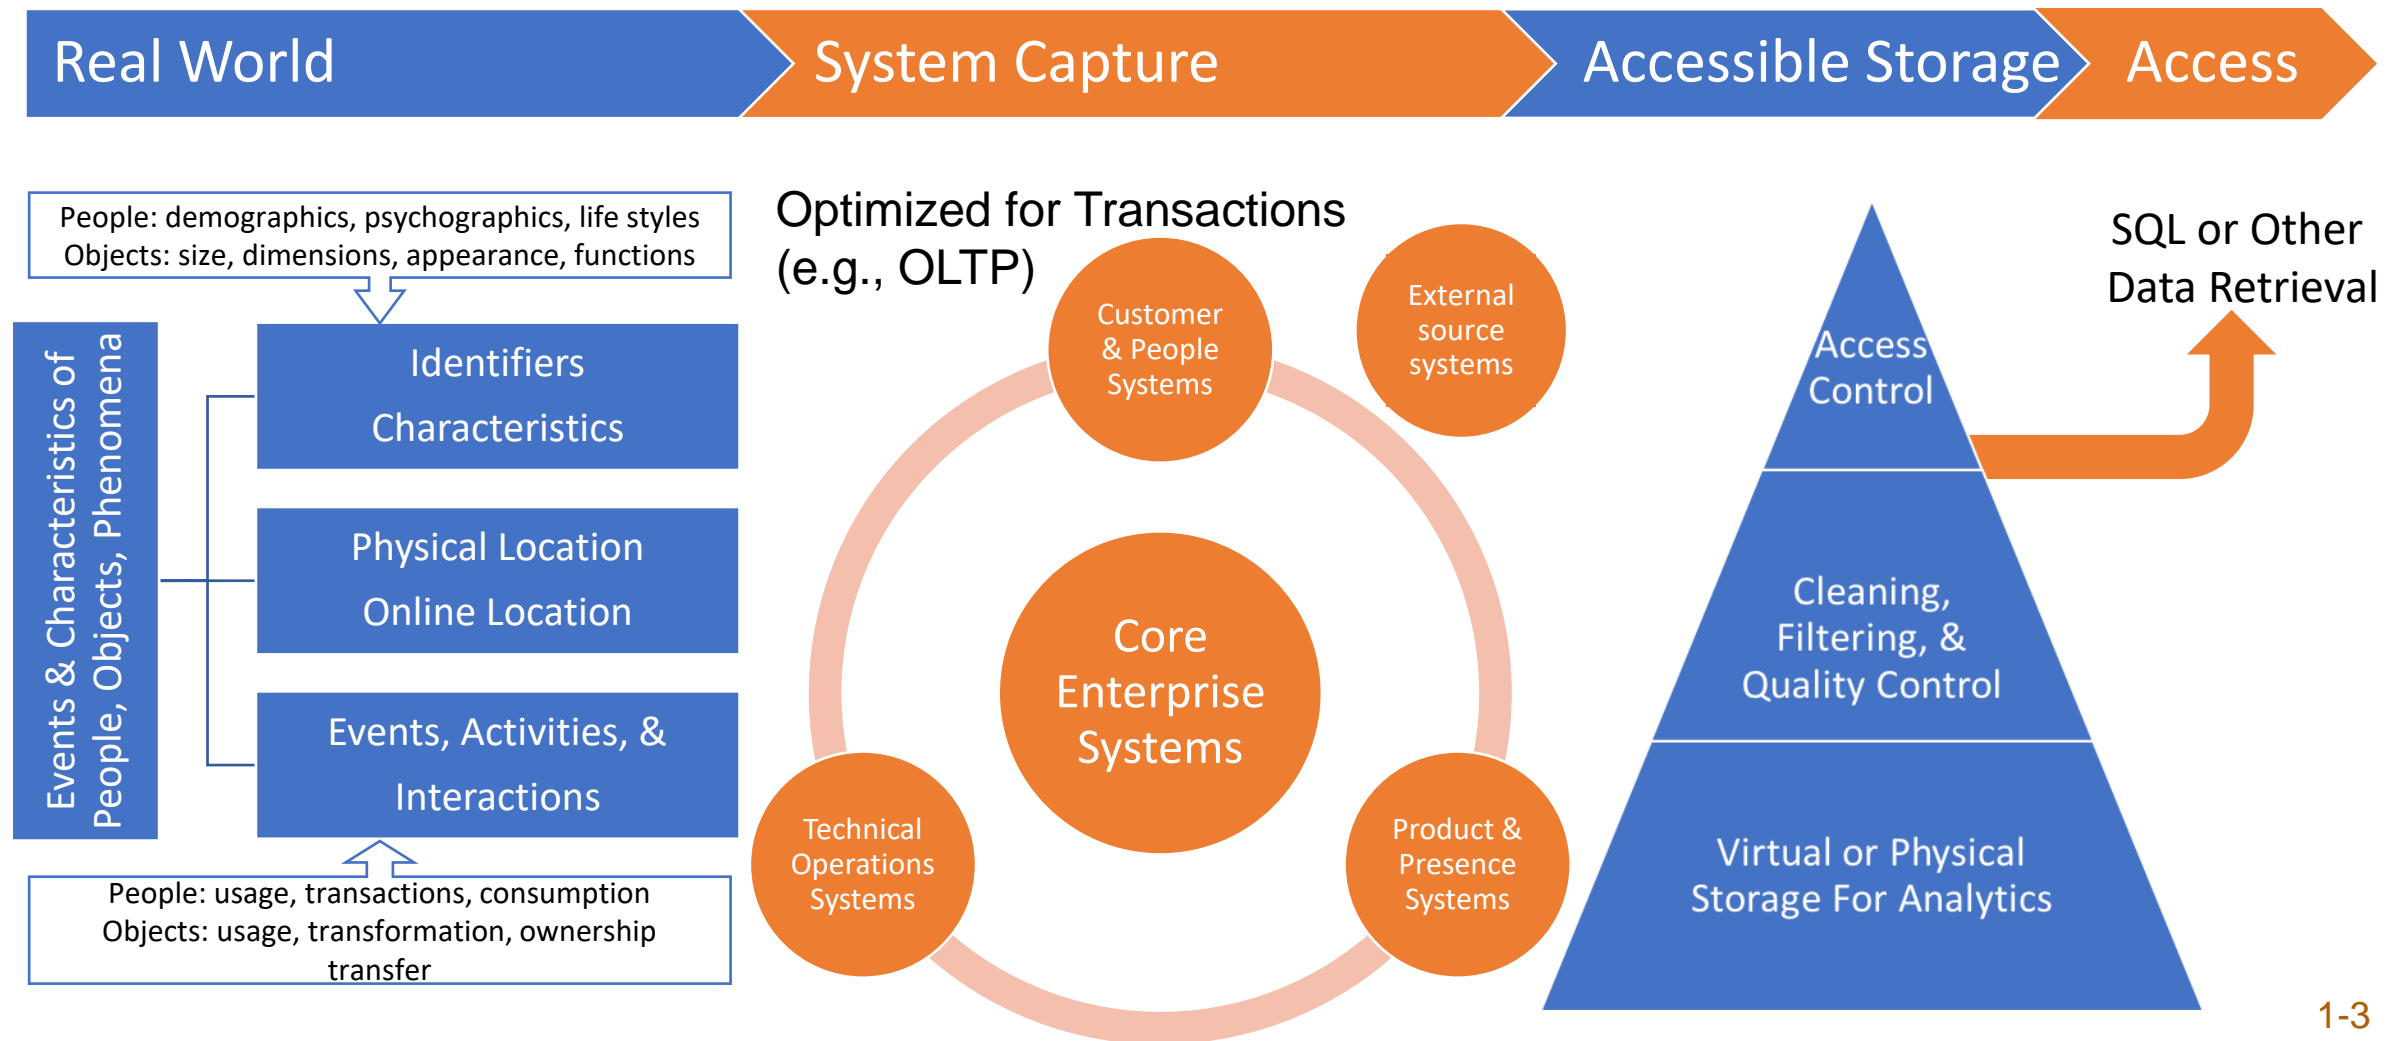 Real World
System Capture
Accessible Storage
Access
People: demographics, psychographics, life styles
Objects: size, dimensions, appearance, functions
Events & Characteristics of
People, Objects, Phenomena
Identifiers
Characteristics
Physical Location
Online Location
Events, Activities, &
Interactions
People: usage, transactions, consumption
Objects: usage, transformation, ownership
transfer
Optimized for Transactions
(e.g., OLTP)
Customer
& People
Systems
External
source
systems
Core
Enterprise
Systems
Technical
Operations
Systems
Product &
Presence
Systems
Access
Control
Cleaning,
Filtering, &
Quality Control
Virtual or Physical
Storage For Analytics
SQL or Other
Data Retrieval
1-3